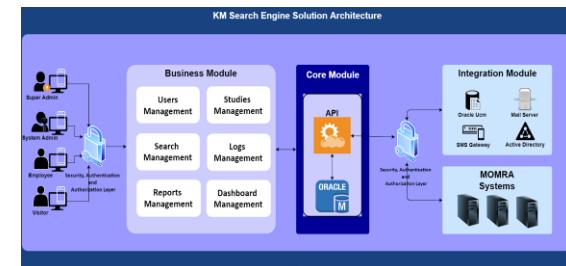 KM Search Engine Solution Architecture
Super Admin
System Admin
Employee
Visitor
Security, Authentication
and
Authorization Layer
Business Module
Users
Management
Studies
Management
Search
Management
Logs
Management
Reports
Management
Dashboard
Management
Core Module
API
ORACLE
M
Security, Authentication
and
Authorization Layer
Integration Module
Oracle Ucm
Mail Server
SMS Gateway
Active Directory
MOMRA
Systems